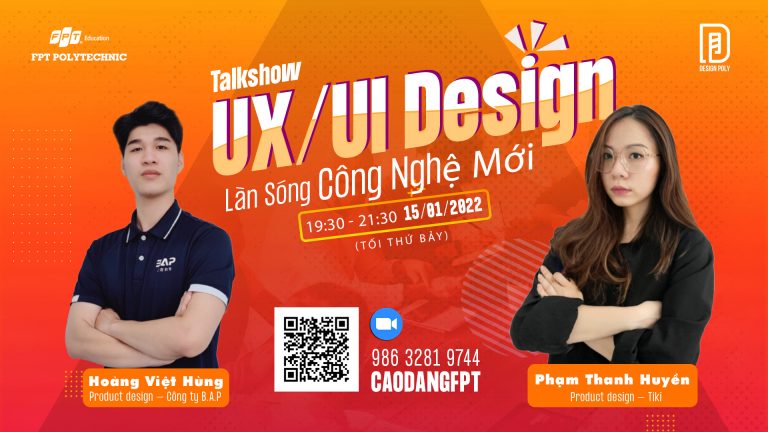 FPT Education
FPT POLYTECHNIC
DESIGN POLY
Talkshow
UX/UI Design
Làn Sóng Công Nghệ Mới
19:30 - 21:30 15/01/2022
(TỐI THỨ BẢY)
BAP
986 3281 9744
CAODANGFPT
Hoàng Việt Hùng
Product design – Công ty B.A.P
Phạm Thanh Huyền
Product design – Tiki